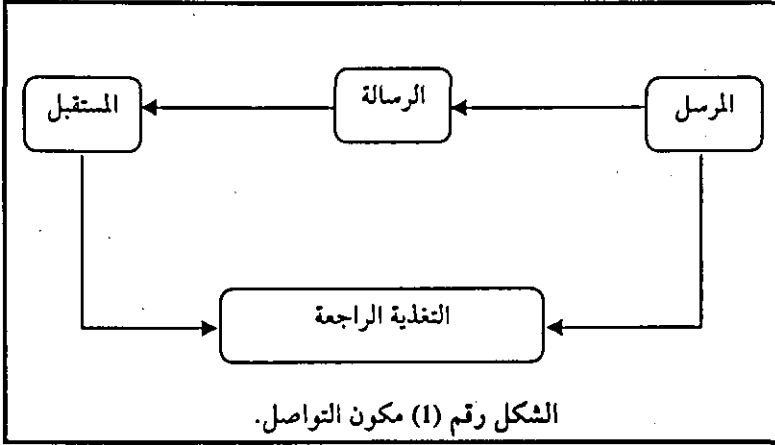 المرسل
الرسالة
المستقبل
التغذية الراجعة
الشكل رقم (1) مكون التواصل.